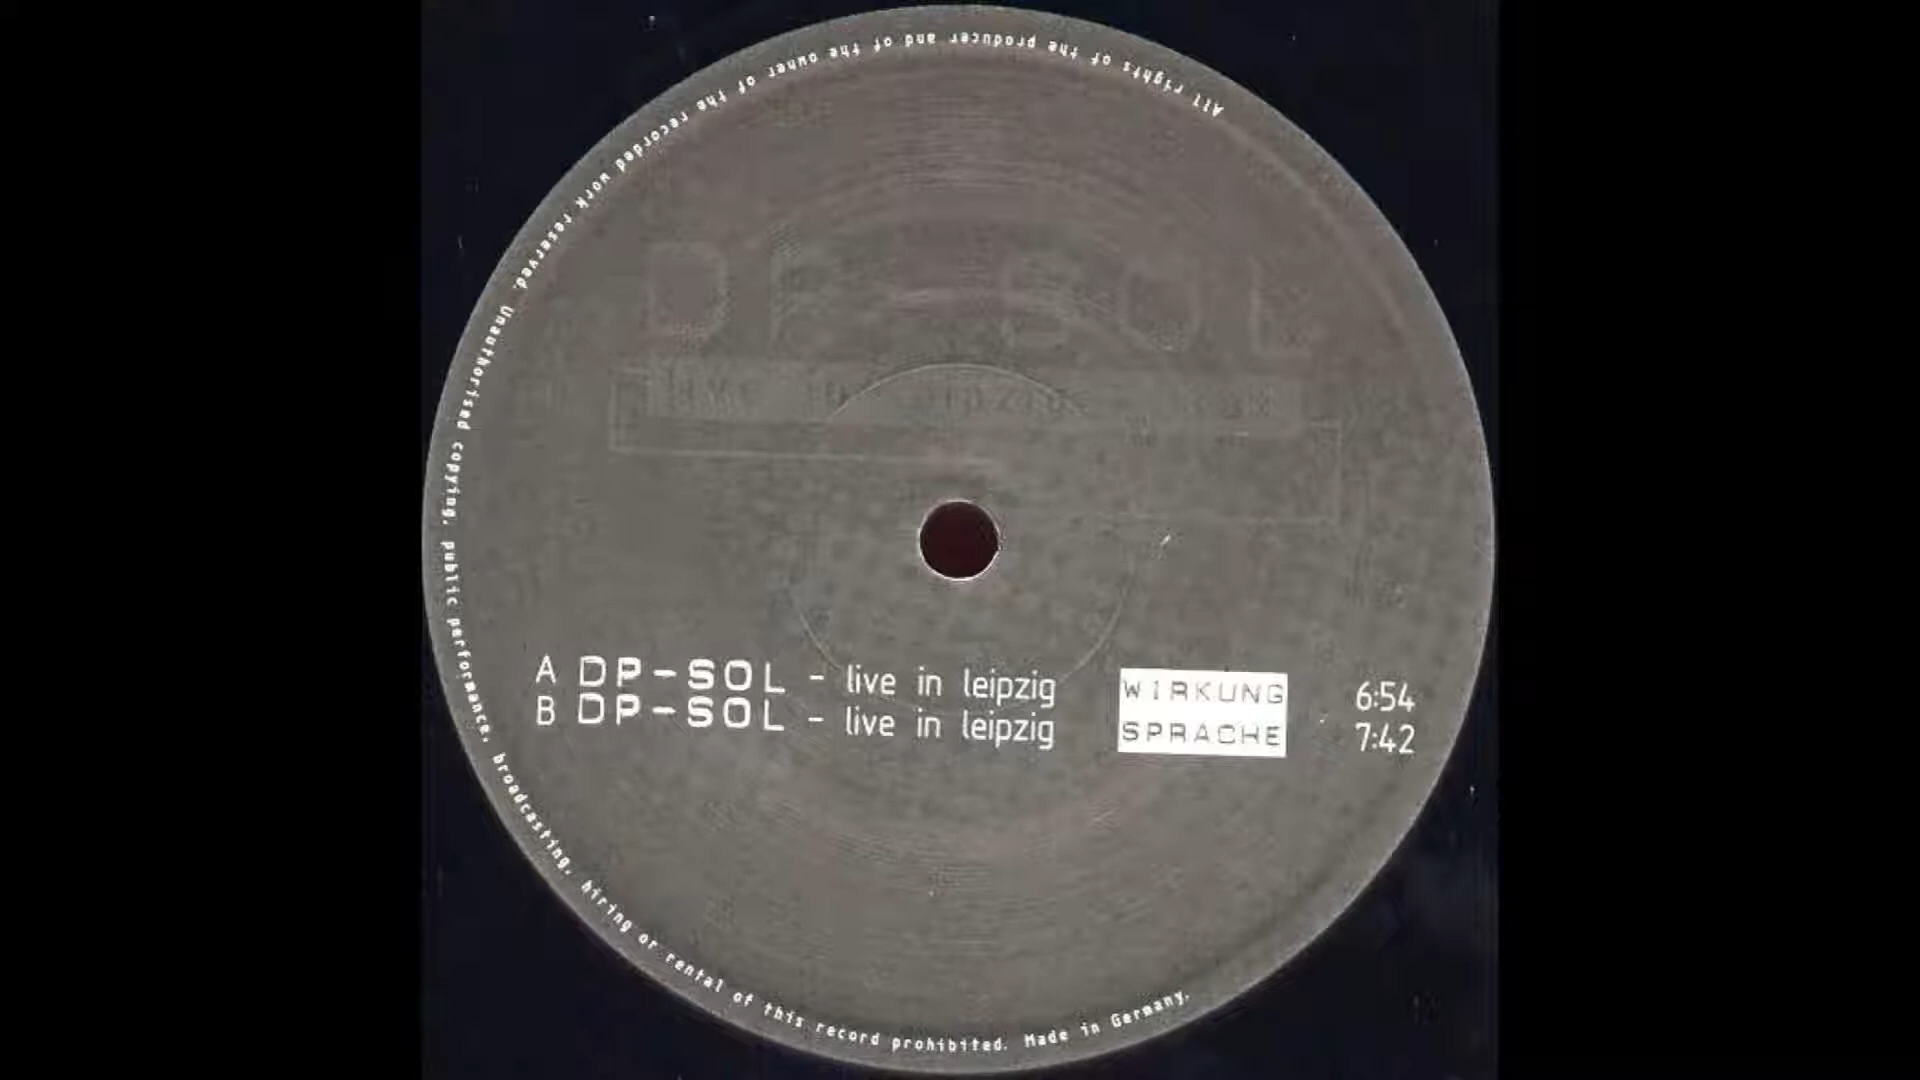 All rights of the producer and of the owner of the recorded work reserved. Unauthorised copying, public performance, broadcasting, hiring or rental of this record prohibited. Made in Germany.
DP-SOL
A DP-SOL - live in leipzig WIRKUNG 6:54
B DP-SOL - live in leipzig SPRACHE 7:42